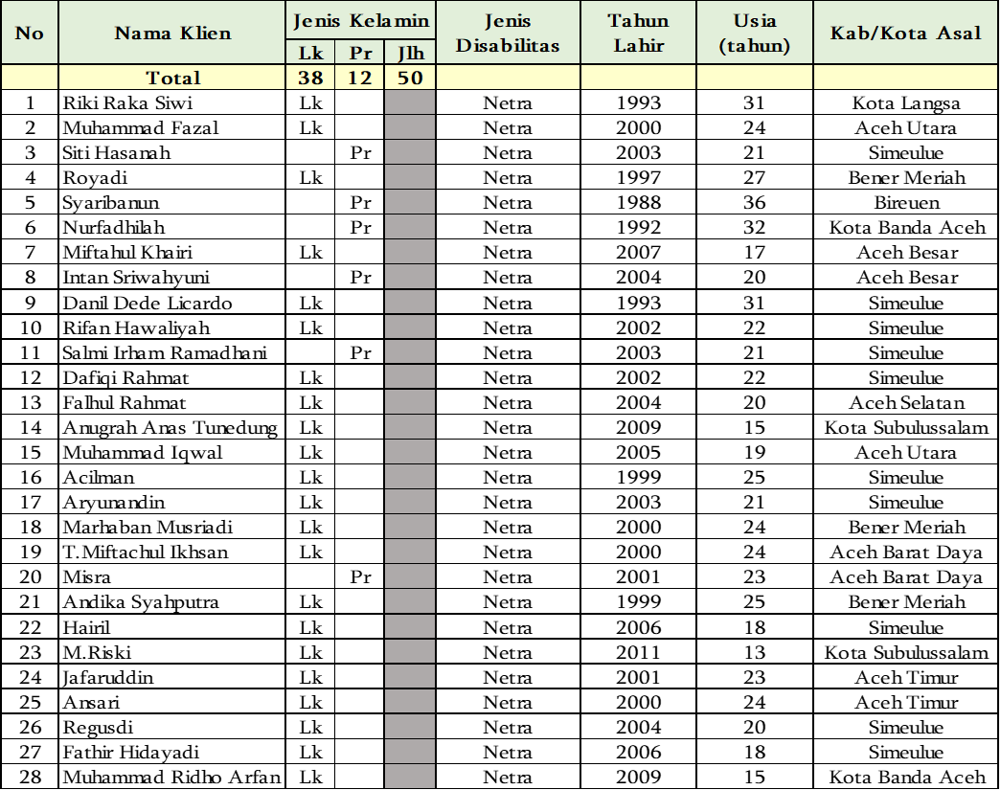 No Nama Klien Jenis Kelamin Jenis Disabilitas Tahun Lahir Usia (tahun) Kab/Kota Asal
Lk Pr Jlh
Total 38 12 50
1 Riki Raka Siwi Lk Netra 1993 31 Kota Langsa
2 Muhammad Fazal Lk Netra 2000 24 Aceh Utara
3 Siti Hasanah Pr Netra 2003 21 Simeulue
4 Royadi Lk Netra 1997 27 Bener Meriah
5 Syaribanun Pr Netra 1988 36 Bireuen
6 Nurfadhilah Pr Netra 1992 32 Kota Banda Aceh
7 Miftahul Khairi Lk Netra 2007 17 Aceh Besar
8 Intan Sriwahyuni Pr Netra 2004 20 Aceh Besar
9 Danil Dede Licardo Lk Netra 1993 31 Simeulue
10 Rifan Hawaliyah Lk Netra 2002 22 Simeulue
11 Salmi Irham Ramadhani Pr Netra 2003 21 Simeulue
12 Dafiqi Rahmat Lk Netra 2002 22 Simeulue
13 Falhul Rahmat Lk Netra 2004 20 Aceh Selatan
14 Anugrah Anas Tunedung Lk Netra 2009 15 Kota Subulussalam
15 Muhammad Iqwal Lk Netra 2005 19 Aceh Utara
16 Acilman Lk Netra 1999 25 Simeulue
17 Aryunandin Lk Netra 2003 21 Simeulue
18 Marhaban Musriadi Lk Netra 2000 24 Bener Meriah
19 T.Miftachul Ikhsan Lk Netra 2000 24 Aceh Barat Daya
20 Misra Pr Netra 2001 23 Aceh Barat Daya
21 Andika Syahputra Lk Netra 1999 25 Bener Meriah
22 Hairil Lk Netra 2006 18 Simeulue
23 M.Riski Lk Netra 2011 13 Kota Subulussalam
24 Jafaruddin Lk Netra 2001 23 Aceh Timur
25 Ansari Lk Netra 2000 24 Aceh Timur
26 Regusdi Lk Netra 2004 20 Simeulue
27 Fathir Hidayadi Lk Netra 2006 18 Simeulue
28 Muhammad Ridho Arfan Lk Netra 2009 15 Kota Banda Aceh